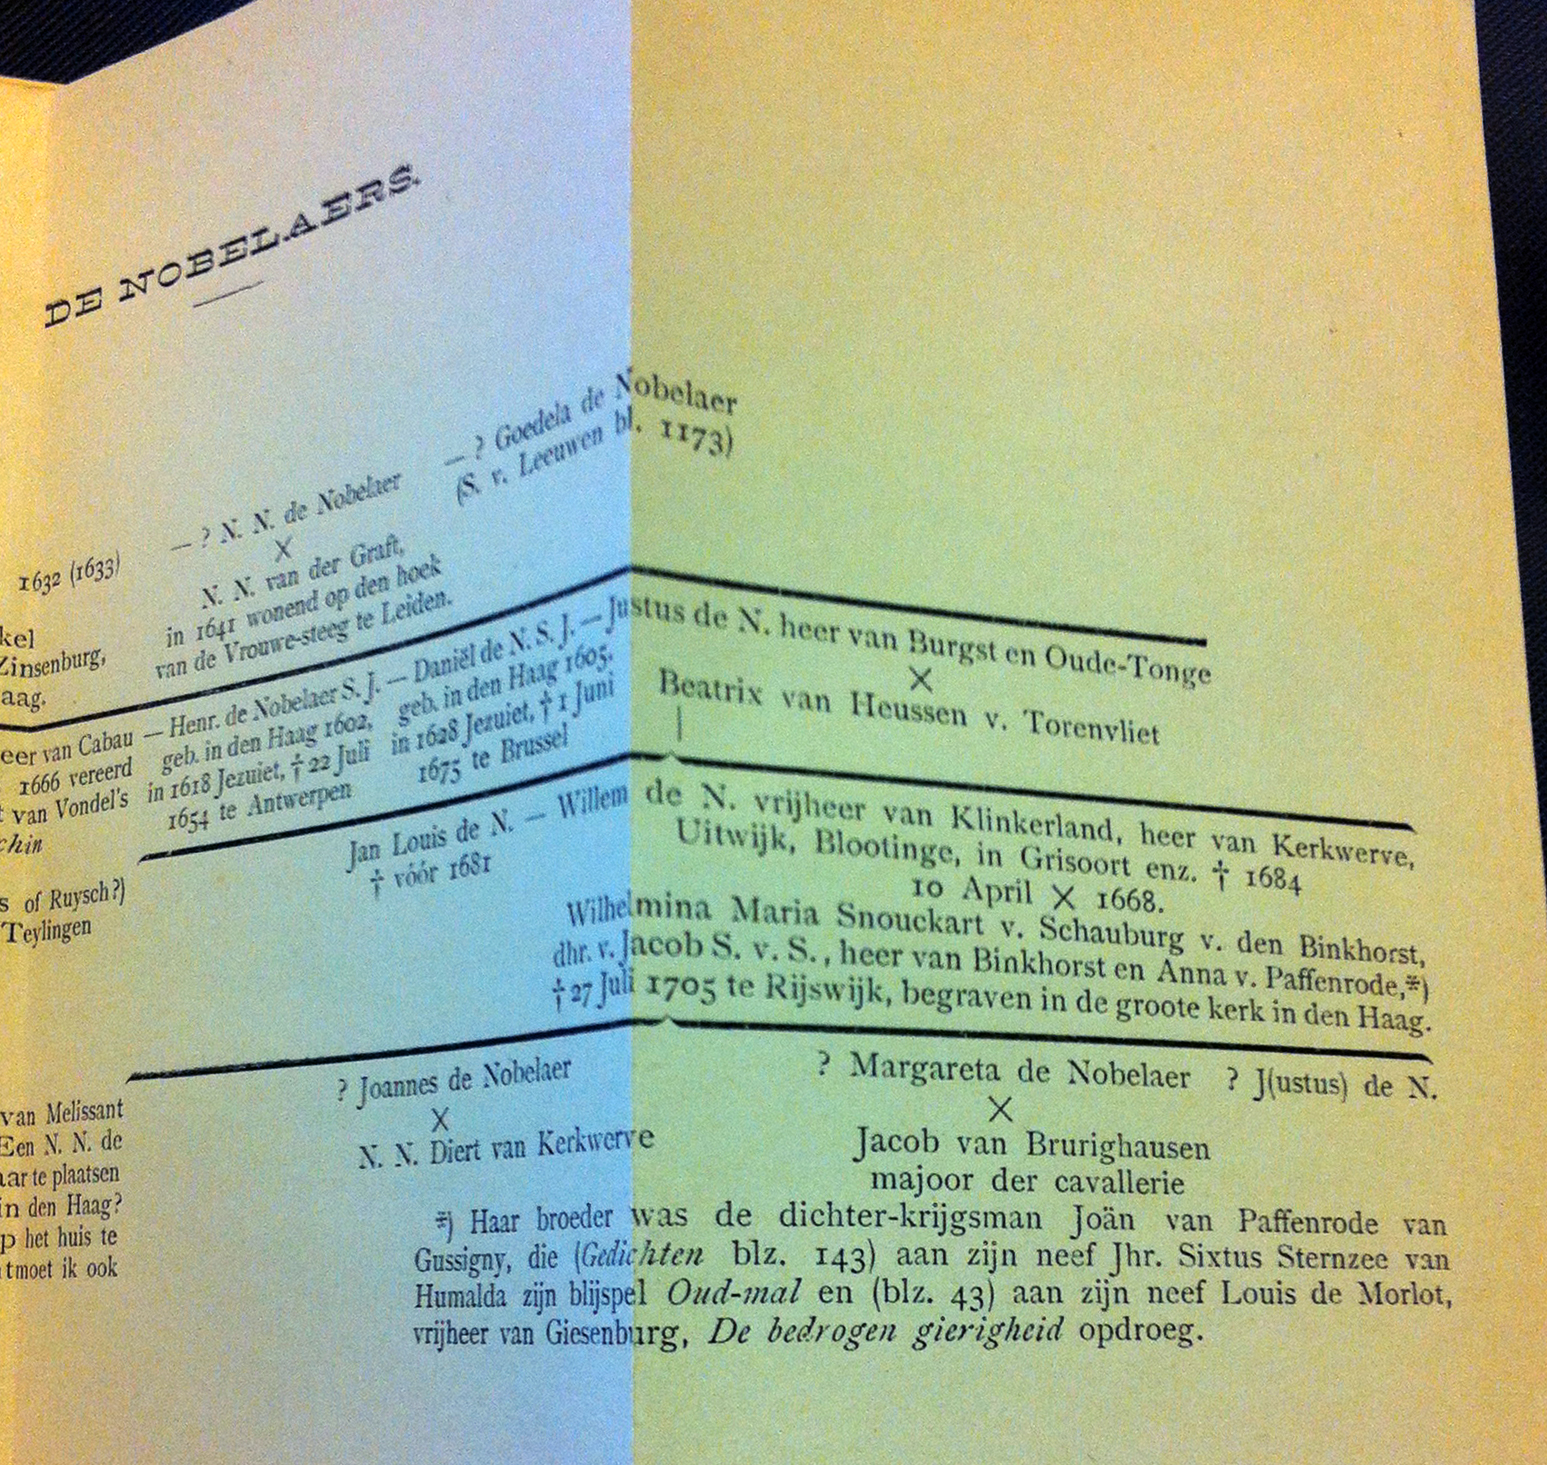 DE NOBELAERS.
— ? Goedela de Nobelaer
(S. v. Leeuwen bl. 1173)
— ? N. N. de Nobelaer
×
N. N. van der Graft,
in 1641 wonend op den hoek
van de Vrouwe-steeg te Leiden.
1632 (1633)
kel
Zinsenburg,
aag.
eer van Cabau
1666 vereerd
t van Vondel's
chin
s of Ruysch?)
Teylingen
— Henr. de Nobelaer S. J. — Daniël de N. S. J. — Justus de N. heer van Burgst en Oude-Tonge
geb. in den Haag 1602,
in 1618 Jezuiet, † 22 Juli
1654 te Antwerpen
geb. in den Haag 1605,
in 1628 Jezuiet, † 1 Juni
1675 te Brussel
×
Beatrix van Heussen v. Torenvliet
Jan Louis de N. — Willem de N. vrijheer van Klinkerland, heer van Kerkwerve,
† vóór 1681
Uitwijk, Blootinge, in Grisoort enz. † 1684
10 April × 1668.
Wilhelmina Maria Snouckart v. Schauburg v. den Binkhorst,
dhr. v. Jacob S. v. S., heer van Binkhorst en Anna v. Paffenrode,*)
† 27 Juli 1705 te Rijswijk, begraven in de groote kerk in den Haag.
? Joannes de Nobelaer
×
N. N. Diert van Kerkwerve
? Margareta de Nobelaer ? J(ustus) de N.
×
Jacob van Brurighausen
majoor der cavallerie
van Melissant
Een N. N. de
aar te plaatsen
in den Haag?
p het huis te
tmoet ik ook
*) Haar broeder was de dichter-krijgsman Joän van Paffenrode van
Gussigny, die (Gedichten blz. 143) aan zijn neef Jhr. Sixtus Sternzee van
Humalda zijn blijspel Oud-mal en (blz. 43) aan zijn neef Louis de Morlot,
vrijheer van Giesenburg, De bedrogen gierigheid opdroeg.